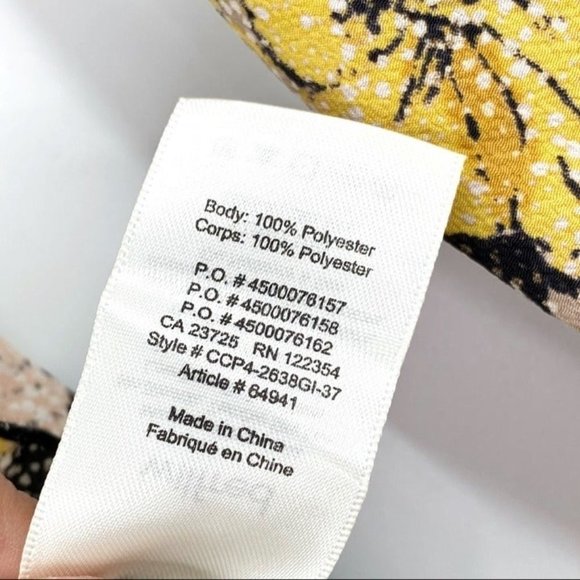 Body: 100% Polyester
Corps: 100% Polyester
P.O. # 4500076157
P.O. # 4500076158
P.O. # 4500076162
CA 23725 RN 122354
Style # CCP4-2638GI-37
Article # 64941
Made in China
Fabriqué en Chine